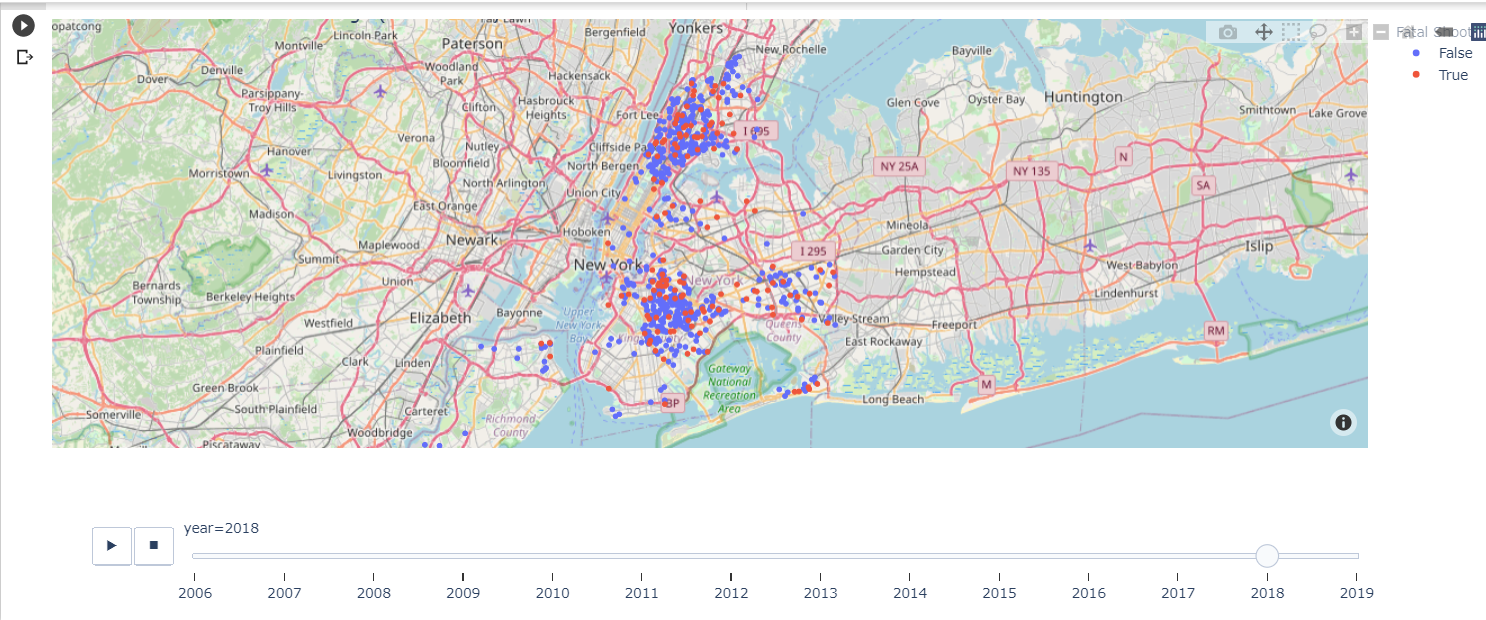 opatcong
Lincoln Park
Bergenfield
Yonkers
Montville
Paterson
New Rochelle
Bayville
Denville
Woodland
Park
Dover
Hackensack
Parsippany-
Troy Hills
Clifton
Hasbrouck
Heights
Fort Lee
Glen Cove
Oyster Bay
Huntington
Smithtown
Lake Grove
Verona
Nutley
I 695
Hanover
Bloomfield
Cliffside Pa
North Bergen
NY 25A
NY 135
N
Morristown
Livingston
North Arlington
Union City
SA
East Orange
Madison
Hoboken
Mineola
Maplewood
Newark
I 295
Garden City
Islip
Summit
New York
Hempstead
West Babylon
Union
New York
Bernards
Township
Berkeley Heights
Lindenhurst
Elizabeth
Bayonne
Upper
New York
Bay
Valley Stream
Freeport
Westfield
Queens
County
King
RM
East Rockaway
Plainfield
Clark
Linden
Gateway
National
Recreation
Area
M
Green Brook
Long Beach
South Plainfield
Carteret
BP
Somerville
Richmond
County
Woodbridge
Piscataway
Fatal Shoot
False
True
year=2018
2006 2007 2008 2009 2010 2011 2012 2013 2014 2015 2016 2017 2018 2019